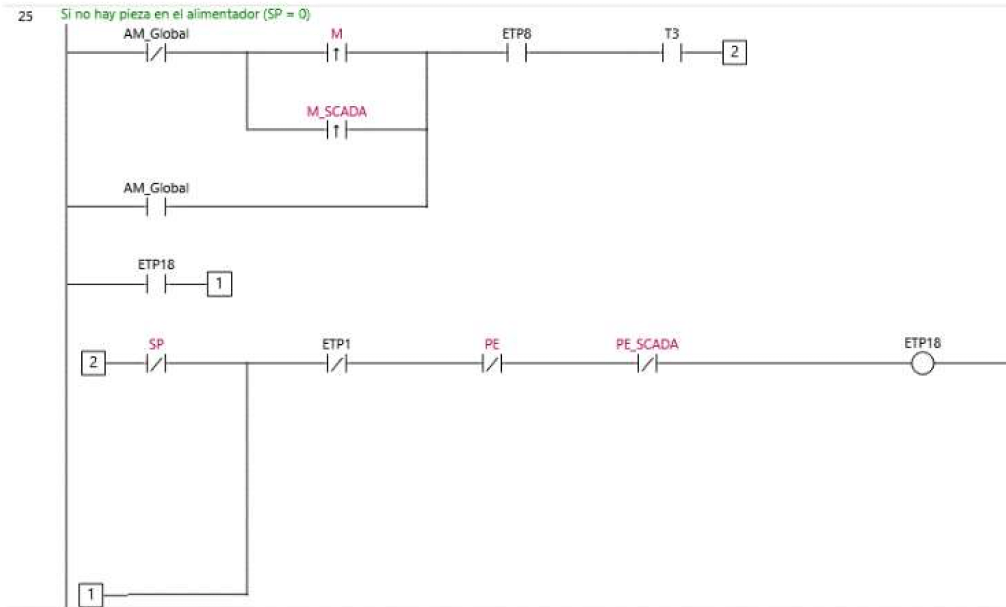 25 Si no hay pieza en el alimentador (SP = 0)
AM_Global M ETP8 T3
2
M_SCADA
AM_Global
ETP18
1
SP ETP1 PE PE_SCADA ETP18
2
1